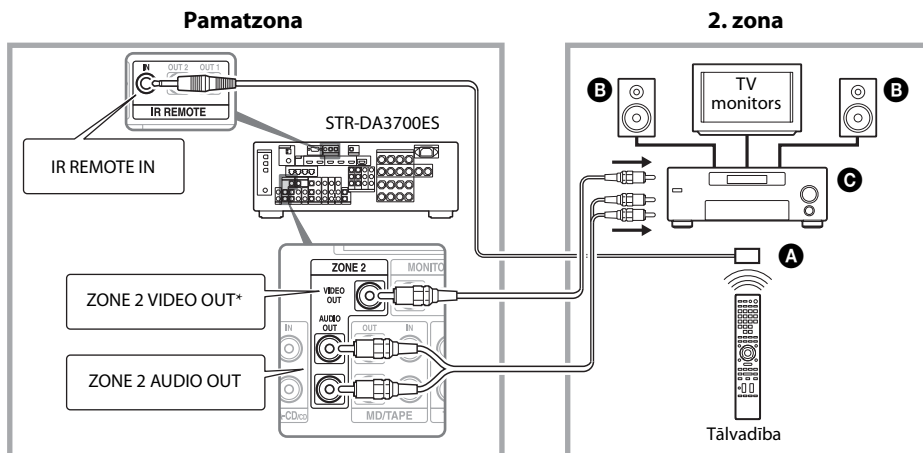 Pamatzona
2. zona
IN OUT 2 OUT 1
IR REMOTE
IR REMOTE IN
STR-DA3700ES
B
TV
monitors
B
C
A
ZONE 2
MONITO
VIDEO
OUT
ZONE 2 VIDEO OUT*
AUDIO
OUT
IN
OUT
IN
ZONE 2 AUDIO OUT
MD/TAPE
Tālvadība